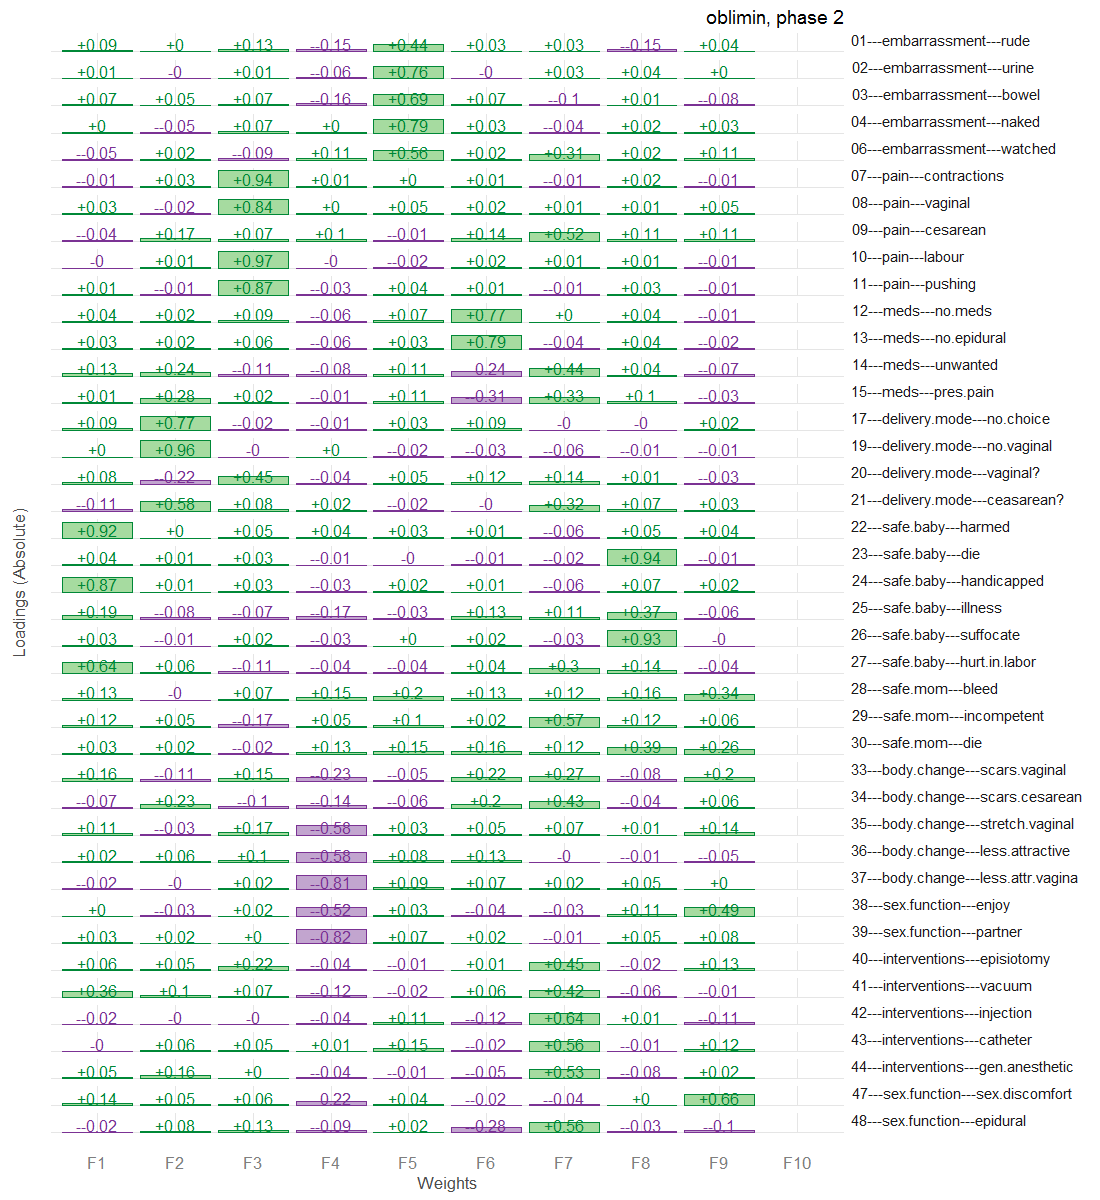 oblimin, phase 2
+0.09 +0 +0.13 --0.15 +0.44 +0.03 +0.03 --0.15 +0.04 01---embarrassment---rude
+0.01 -0 +0.01 --0.06 +0.76 -0 +0.03 +0.04 +0 02---embarrassment---urine
+0.07 +0.05 +0.07 --0.16 +0.69 +0.07 --0.1 +0.01 --0.08 03---embarrassment---bowel
+0 --0.05 +0.07 +0 +0.79 +0.03 --0.04 +0.02 +0.03 04---embarrassment---naked
--0.05 +0.02 --0.09 +0.11 +0.56 +0.02 +0.31 +0.02 +0.11 06---embarrassment---watched
--0.01 +0.03 +0.94 +0.01 +0 +0.01 --0.01 +0.02 --0.01 07---pain---contractions
+0.03 --0.02 +0.84 +0 +0.05 +0.02 +0.01 +0.01 +0.05 08---pain---vaginal
--0.04 +0.17 +0.07 +0.1 --0.01 +0.14 +0.52 +0.11 +0.11 09---pain---cesarean
-0 +0.01 +0.97 -0 --0.02 +0.02 +0.01 +0.01 --0.01 10---pain---labour
+0.01 --0.01 +0.87 --0.03 +0.04 +0.01 --0.01 +0.03 --0.01 11---pain---pushing
+0.04 +0.02 +0.09 --0.06 +0.07 +0.77 +0 +0.04 --0.01 12---meds---no.meds
+0.03 +0.02 +0.06 --0.06 +0.03 +0.79 --0.04 +0.04 --0.02 13---meds---no.epidural
+0.13 +0.24 --0.11 --0.08 +0.11 --0.24 +0.44 +0.04 --0.07 14---meds---unwanted
+0.01 +0.28 +0.02 --0.01 +0.11 --0.31 +0.33 +0.1 --0.03 15---meds---pres.pain
+0.09 +0.77 --0.02 --0.01 +0.03 +0.09 -0 -0 +0.02 17---delivery.mode---no.choice
+0 +0.96 -0 +0 --0.02 --0.03 --0.06 --0.01 --0.01 19---delivery.mode---no.vaginal
+0.08 --0.22 +0.45 --0.04 +0.05 +0.12 +0.14 +0.01 --0.03 20---delivery.mode---vaginal?
--0.11 +0.58 +0.08 +0.02 --0.02 -0 +0.32 +0.07 +0.03 21---delivery.mode---ceasarean?
+0.92 +0 +0.05 +0.04 +0.04 +0.01 --0.06 +0.05 +0.04 22---safe.baby---harmed
+0.04 +0.01 +0.03 --0.01 -0 --0.01 --0.02 +0.94 --0.01 23---safe.baby---die
+0.87 +0.01 +0.03 --0.03 +0.02 +0.01 --0.06 +0.07 +0.02 24---safe.baby---handicapped
+0.19 --0.08 --0.07 --0.17 --0.03 +0.13 +0.11 +0.37 --0.06 25---safe.baby---illness
+0.03 --0.01 +0.02 --0.03 +0 +0.02 --0.03 +0.93 -0 26---safe.baby---suffocate
+0.64 +0.06 --0.11 --0.04 --0.04 +0.04 +0.3 +0.14 --0.04 27---safe.baby---hurt.in.labor
+0.13 -0 +0.07 +0.15 +0.2 +0.13 +0.12 +0.16 +0.34 28---safe.mom---bleed
+0.12 +0.05 --0.17 +0.05 +0.1 +0.02 +0.57 +0.12 +0.06 29---safe.mom---incompetent
+0.03 +0.02 --0.02 +0.13 +0.15 +0.16 +0.12 +0.39 +0.26 30---safe.mom---die
+0.16 --0.11 +0.15 --0.23 --0.05 +0.22 +0.27 --0.08 +0.2 33---body.change---scars.vaginal
--0.07 +0.23 --0.1 --0.14 --0.06 +0.2 +0.43 --0.04 +0.06 34---body.change---scars.cesarean
+0.11 --0.03 +0.17 --0.58 +0.03 +0.05 +0.07 +0.01 +0.14 35---body.change---stretch.vaginal
+0.02 +0.06 +0.1 --0.58 +0.08 +0.13 -0 --0.01 --0.05 36---body.change---less.attractive
--0.02 -0 +0.02 --0.81 +0.09 +0.07 +0.02 +0.05 +0 37---body.change---less.attr.vagina
+0 --0.03 +0.02 --0.52 +0.03 --0.04 --0.03 +0.11 +0.49 38---sex.function---enjoy
+0.03 +0.02 +0 --0.82 +0.07 +0.02 --0.01 +0.05 +0.08 39---sex.function---partner
+0.06 +0.05 +0.22 --0.04 --0.01 +0.01 +0.45 --0.02 +0.13 40---interventions---episiotomy
+0.36 +0.1 +0.07 --0.12 --0.02 +0.06 +0.42 --0.06 --0.01 41---interventions---vacuum
--0.02 -0 -0 --0.04 +0.11 --0.12 +0.64 +0.01 --0.11 42---interventions---injection
-0 +0.06 +0.05 +0.01 +0.15 --0.02 +0.56 --0.01 +0.12 43---interventions---catheter
+0.05 +0.16 +0 --0.04 --0.01 --0.05 +0.53 --0.08 +0.02 44---interventions---gen.anesthetic
+0.14 +0.05 +0.06 --0.22 +0.04 --0.02 --0.04 +0 +0.66 47---sex.function---sex.discomfort
--0.02 +0.08 +0.13 --0.09 +0.02 --0.28 +0.56 --0.03 --0.1 48---sex.function---epidural
Loadings (Absolute)
F1 F2 F3 F4 F5 F6 F7 F8 F9 F10
Weights